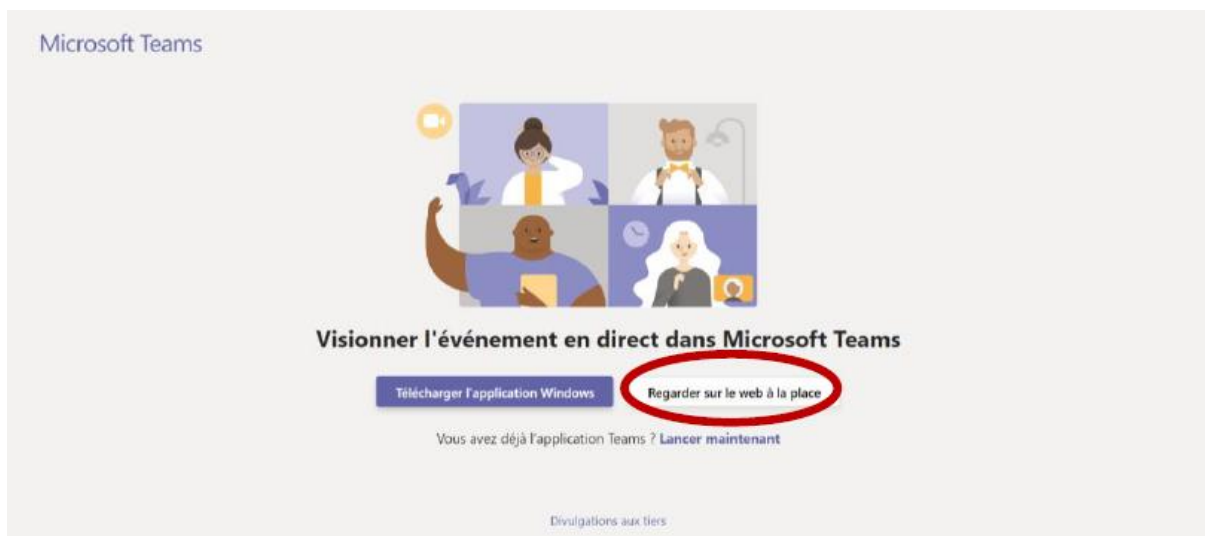 Microsoft Teams
Visionner l'événement en direct dans Microsoft Teams
Télécharger l'application Windows
Regarder sur le web à la place
Vous avez déjà l'application Teams ? Lancer maintenant
Divulgations aux tiers